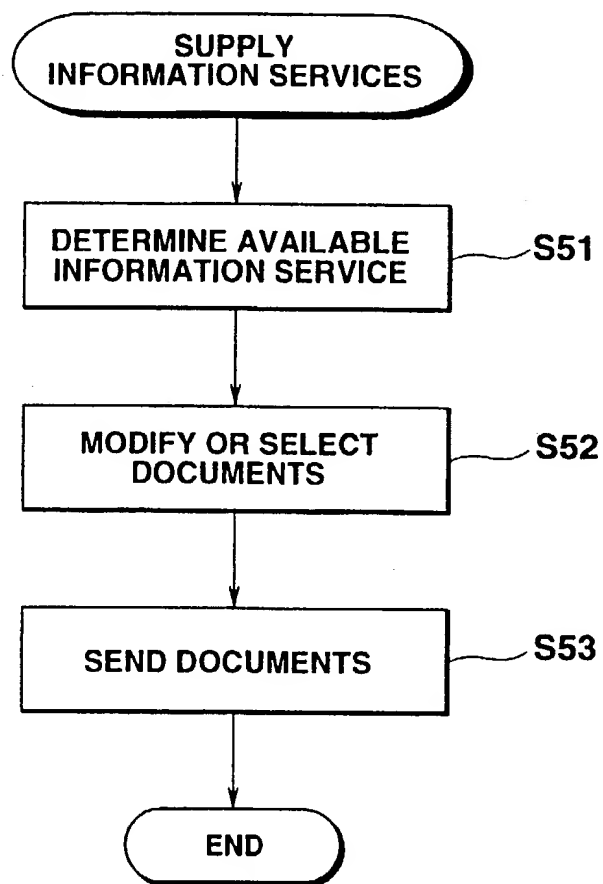 SUPPLY
INFORMATION SERVICES
DETERMINE AVAILABLE
INFORMATION SERVICE
S51
MODIFY OR SELECT
DOCUMENTS
S52
SEND DOCUMENTS
S53
END